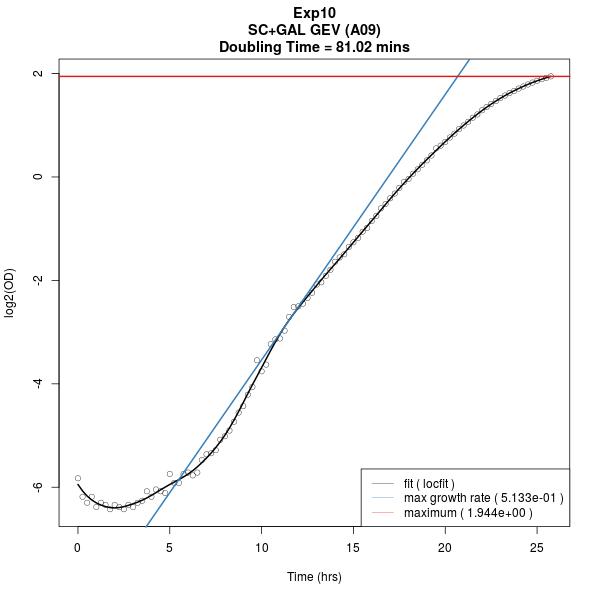 Exp10
SC+GAL GEV (A09)
Doubling Time = 81.02 mins
log2(OD)
2
0
-2
-4
-6
fit ( locfit )
max growth rate ( 5.133e-01 )
maximum ( 1.944e+00 )
0 5 10 15 20 25
Time (hrs)